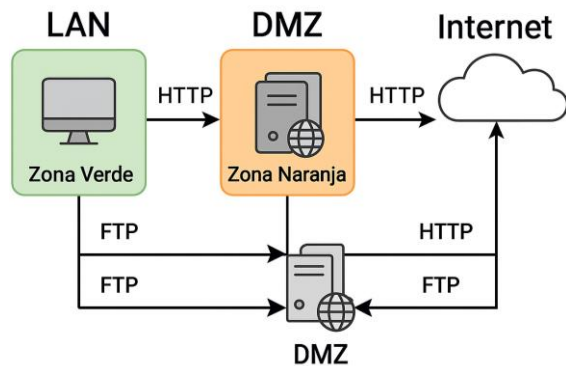 LAN
DMZ
Internet
HTTP
HTTP
Zona Verde
Zona Naranja
FTP
HTTP
FTP
FTP
DMZ